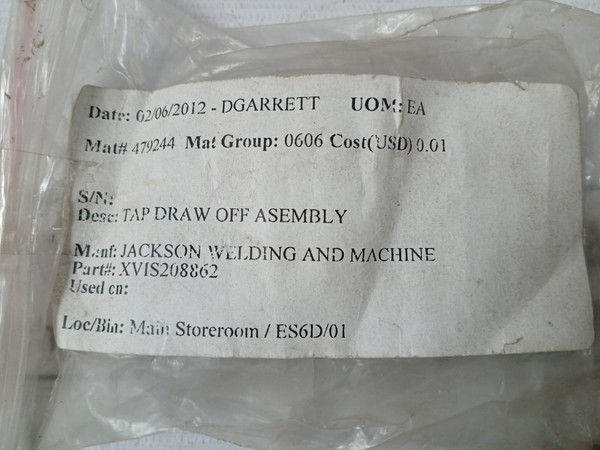 Date: 02/06/2012 - DGARRETT UOM: EA
Mat# 479244 Mat Group: 0606 Cost(USD) 0.01
S/N:
Desc: TAP DRAW OFF ASEMBLY
Manf: JACKSON WELDING AND MACHINE
Part#: XVIS208862
Used on:
Loc/Bin: Main Storeroom / ES6D/01